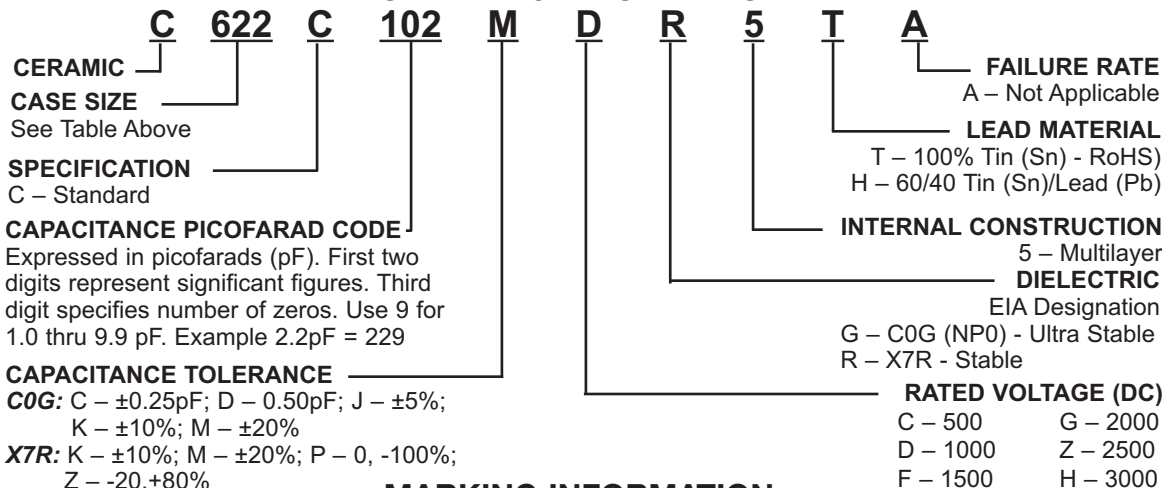 C 622 C 102 M D R 5 T A
CERAMIC
CASE SIZE
See Table Above
SPECIFICATION
C – Standard
CAPACITANCE PICOFARAD CODE
Expressed in picofarads (pF). First two
digits represent significant figures. Third
digit specifies number of zeros. Use 9 for
1.0 thru 9.9 pF. Example 2.2pF = 229
CAPACITANCE TOLERANCE
C0G: C – ±0.25pF; D – 0.50pF; J – ±5%;
K – ±10%; M – ±20%
X7R: K – ±10%; M – ±20%; P – 0, -100%;
Z – -20,+80%
FAILURE RATE
A – Not Applicable
LEAD MATERIAL
T – 100% Tin (Sn) - RoHS)
H – 60/40 Tin (Sn)/Lead (Pb)
INTERNAL CONSTRUCTION
5 – Multilayer
DIELECTRIC
EIA Designation
G – C0G (NP0) - Ultra Stable
R – X7R - Stable
RATED VOLTAGE (DC)
C – 500 G – 2000
D – 1000 Z – 2500
F – 1500 H – 3000
MARKING INFORMATION